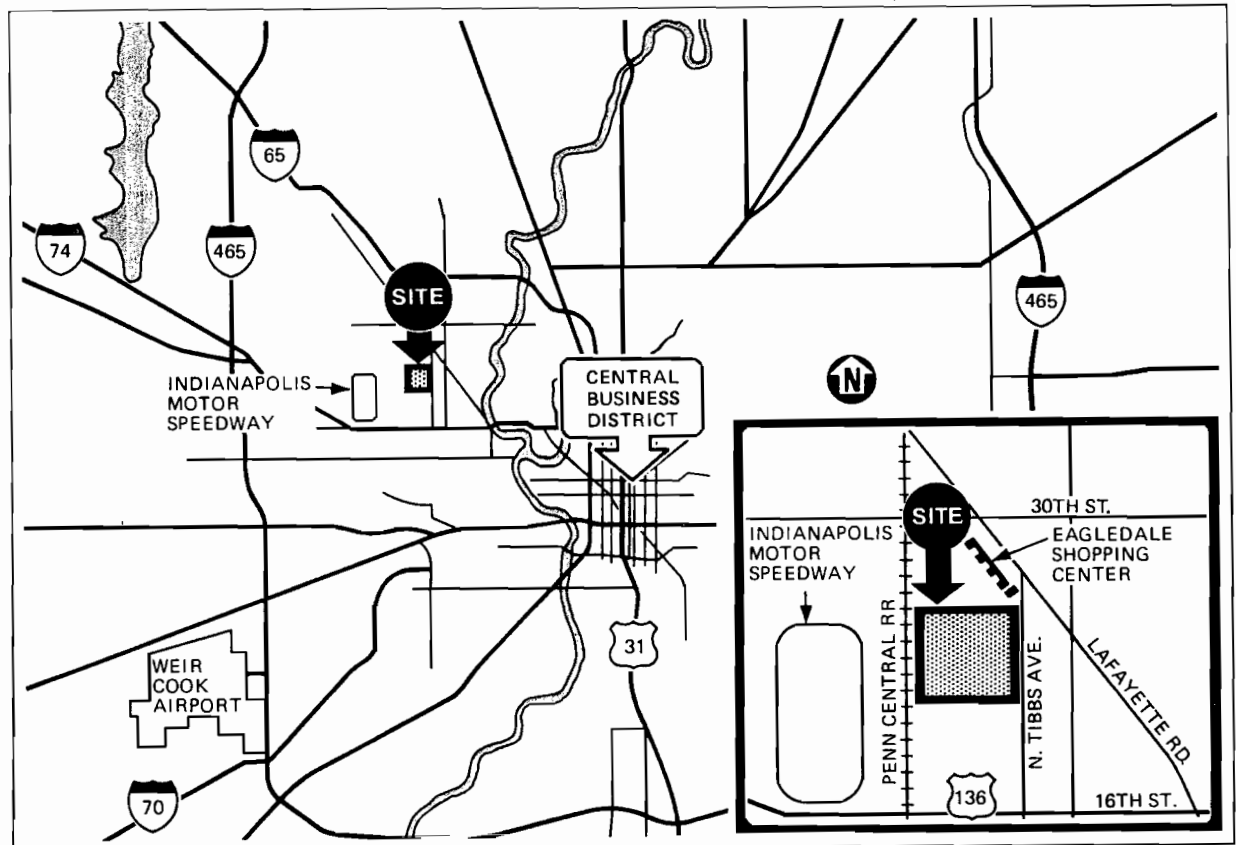 65
74
465
SITE
465
INDIANAPOLIS
MOTOR
SPEEDWAY
CENTRAL
BUSINESS
DISTRICT
N
31
WEIR
COOK
AIRPORT
70
30TH ST.
SITE
INDIANAPOLIS
MOTOR
SPEEDWAY
EAGLEDALE
SHOPPING
CENTER
PENN CENTRAL RR
N. TIBBS AVE.
LAFAYETTE RD.
136
16TH ST.